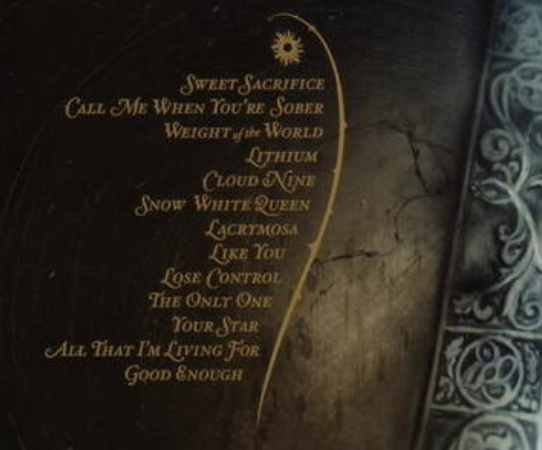 Sweet Sacrifice
Call Me When You're Sober
Weight of the World
Lithium
Cloud Nine
Snow White Queen
Lacrymosa
Like You
Lose Control
The Only One
Your Star
All That I'm Living For
Good Enough